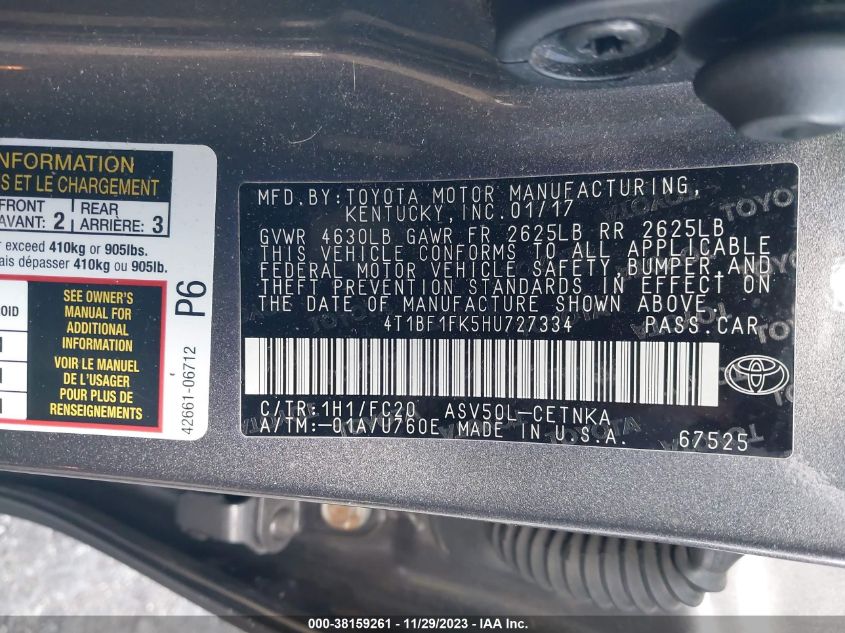 INFORMATION
S ET LE CHARGEMENT
FRONT
AVANT: 2
REAR
ARRIÈRE: 3
r exceed 410kg or 905lbs.
ais dépasser 410kg ou 905lb.
OID
SEE OWNER'S
MANUAL FOR
ADDITIONAL
INFORMATION
VOIR LE MANUEL
DE L'USAGER
POUR PLUS DE
RENSEIGNEMENTS
P6
42661-06712
MFD.BY:TOYOTA MOTOR MANUFACTURING,
KENTUCKY, INC.01/17
GVWR 4630LB GAWR FR 2625LB RR 2625LB
THIS VEHICLE CONFORMS TO ALL APPLICABLE
FEDERAL MOTOR VEHICLE SAFETY, BUMPER,AND
THEFT PREVENTION STANDARDS IN EFFECT ON
THE DATE OF MANUFACTURE SHOWN ABOVE.
4T1BF1FK5HU727334 PASS.CAR
C/TR:1H1/FC20 ASV50L-CETNKA
A/TM:-01A/U760E MADE IN U.S.A. 67525
000-38159261 - 11/29/2023 - IAA Inc.